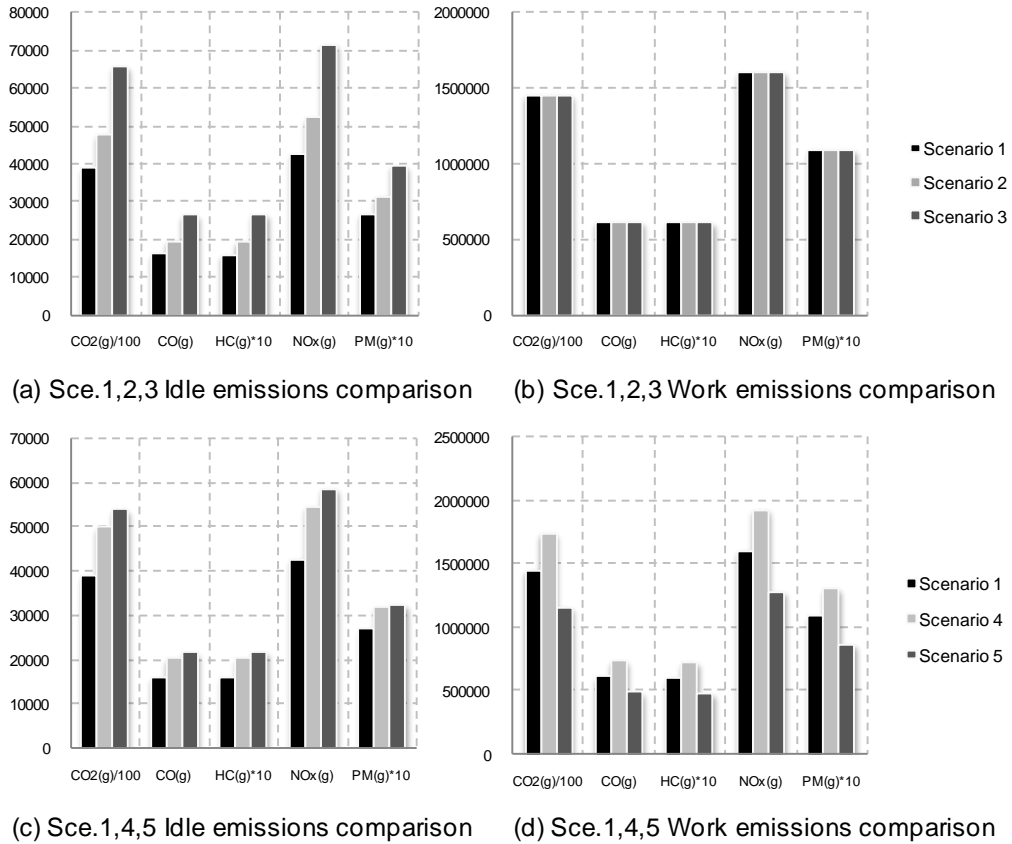 80000
70000
60000
50000
40000
30000
20000
10000
0
CO2(g)/100 CO(g) HC(g)*10 NOx(g) PM(g)*10
2000000
1500000
1000000
500000
0
CO2(g)/100 CO(g) HC(g)*10 NOx(g) PM(g)*10
Scenario 1
Scenario 2
Scenario 3
(a) Sce.1,2,3 Idle emissions comparison
(b) Sce.1,2,3 Work emissions comparison
70000
60000
50000
40000
30000
20000
10000
0
CO2(g)/100 CO(g) HC(g)*10 NOx(g) PM(g)*10
2500000
2000000
1500000
1000000
500000
0
CO2(g)/100 CO(g) HC(g)*10 NOx(g) PM(g)*10
Scenario 1
Scenario 4
Scenario 5
(c) Sce.1,4,5 Idle emissions comparison
(d) Sce.1,4,5 Work emissions comparison